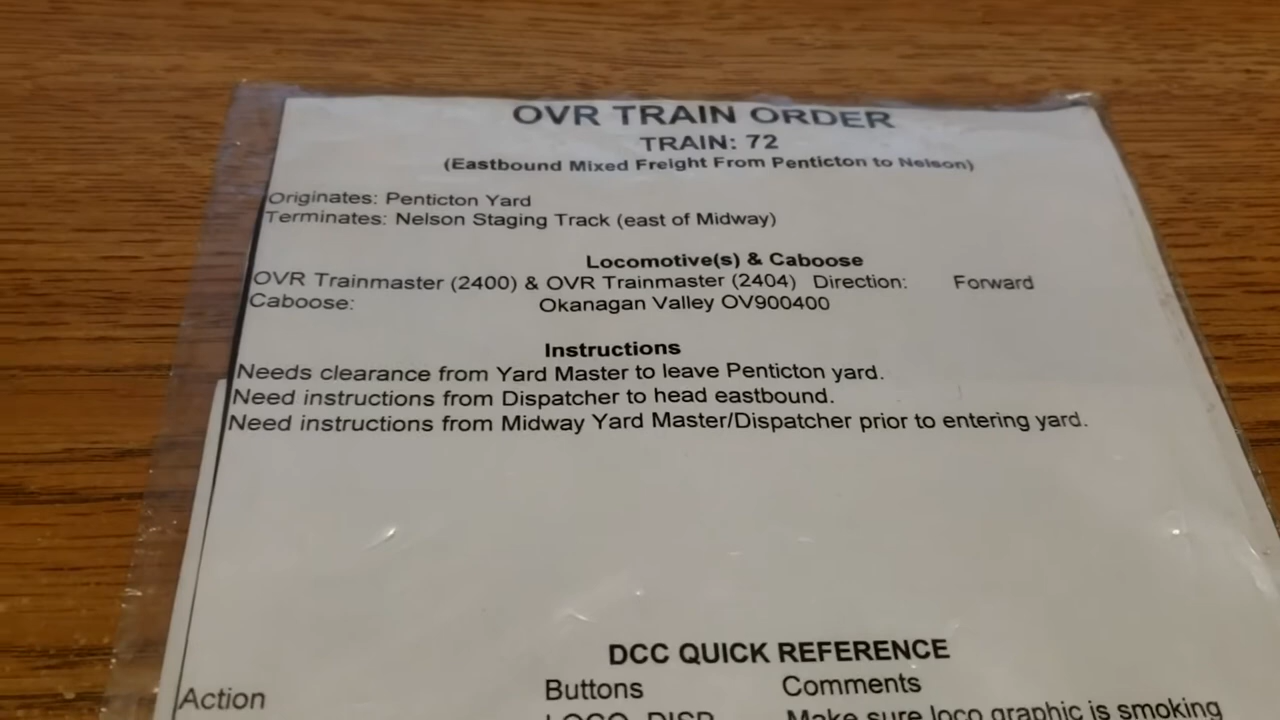 OVR TRAIN ORDER
TRAIN: 72
(Eastbound Mixed Freight From Penticton to Nelson)
Originates: Penticton Yard
Terminates: Nelson Staging Track (east of Midway)
Locomotive(s) & Caboose
OVR Trainmaster (2400) & OVR Trainmaster (2404) Direction: Forward
Caboose: Okanagan Valley OV900400
Instructions
Needs clearance from Yard Master to leave Penticton yard.
Need instructions from Dispatcher to head eastbound.
Need instructions from Midway Yard Master/Dispatcher prior to entering yard.
DCC QUICK REFERENCE
Action Buttons Comments
LOCO, DISP Make sure loco graphic is smoking